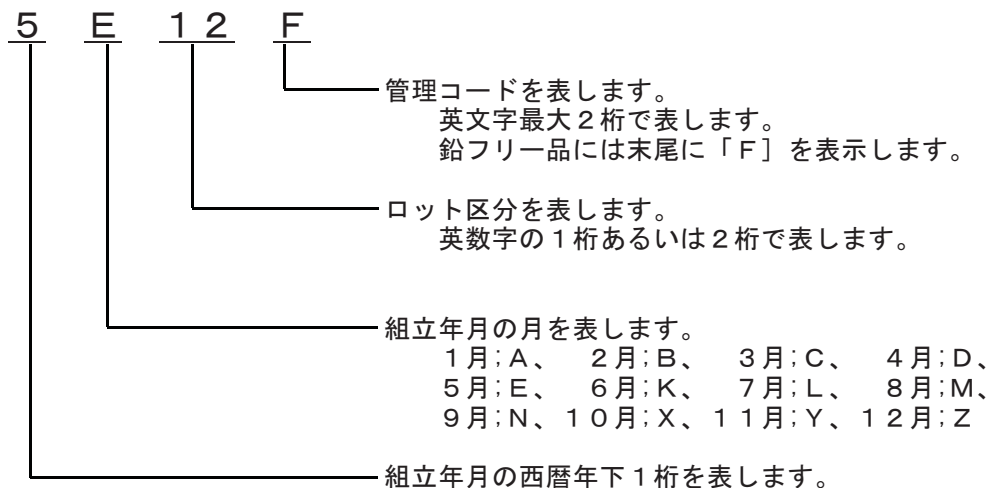 ５ Ｅ １２ Ｆ
管理コードを表します。
英文字最大２桁で表します。
鉛フリー品には末尾に「Ｆ］を表示します。
ロット区分を表します。
英数字の１桁あるいは２桁で表します。
組立年月の月を表します。
１月；Ａ、　２月；Ｂ、　３月；Ｃ、　４月；Ｄ、
５月；Ｅ、　６月；Ｋ、　７月；Ｌ、　８月；Ｍ、
９月；Ｎ、１０月；Ｘ、１１月；Ｙ、１２月；Ｚ
組立年月の西暦年下１桁を表します。